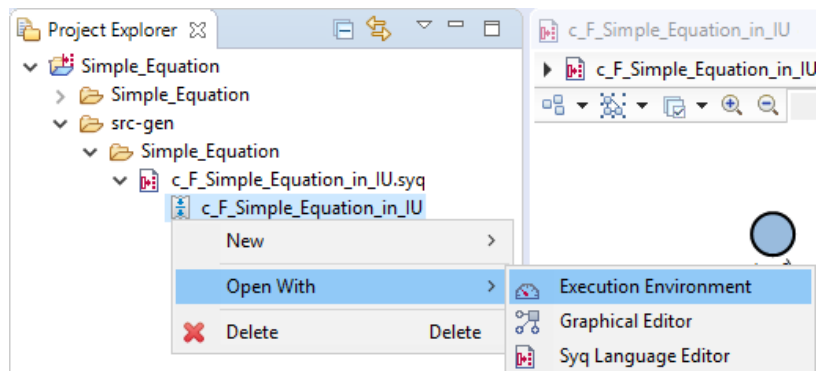 Project Explorer
c_F_Simple_Equation_in_IU
Simple_Equation
c_F_Simple_Equation_in_IU
Simple_Equation
src-gen
Simple_Equation
c_F_Simple_Equation_in_IU.syq
c_F_Simple_Equation_in_IU
New
Open With
Execution Environment
Graphical Editor
Delete Delete
Syq Language Editor